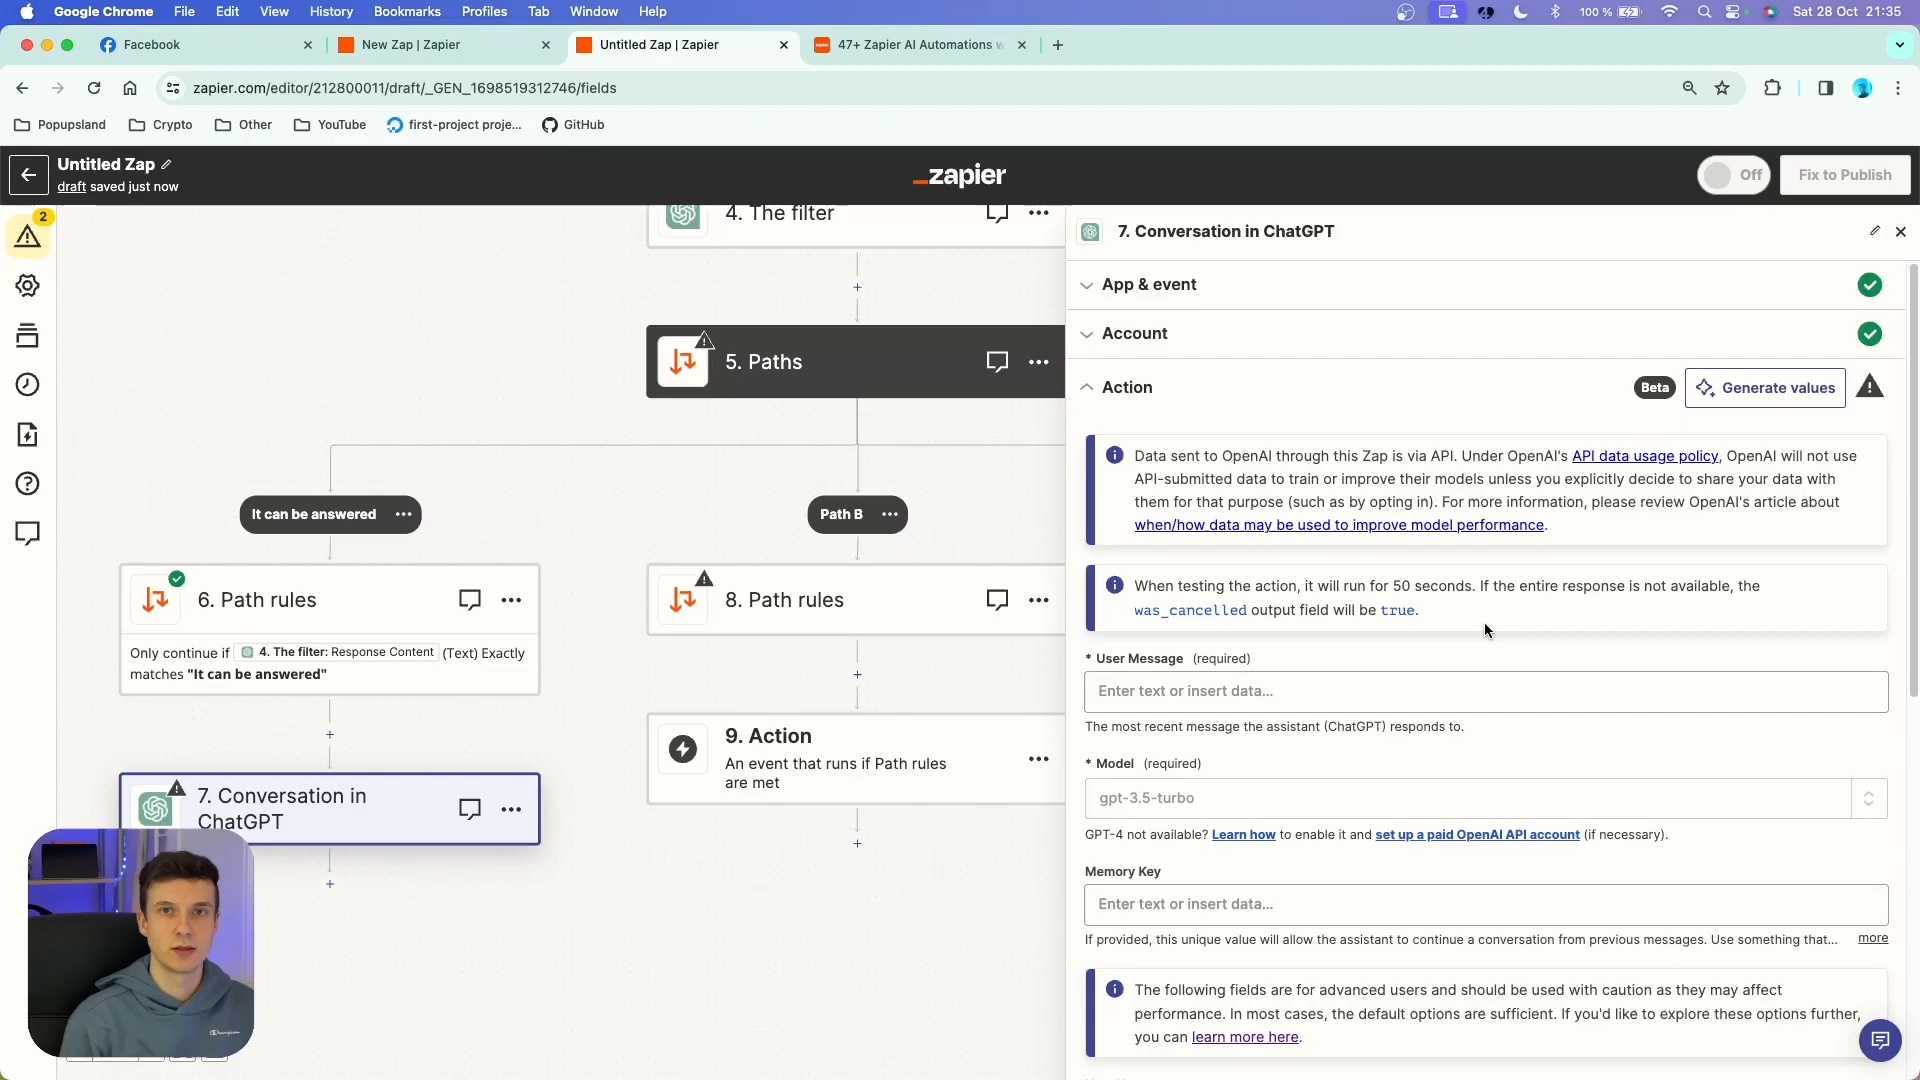 Google Chrome File Edit View History Bookmarks Profiles Tab Window Help 100 % Sat 28 Oct 21:35
Facebook New Zap | Zapier Untitled Zap | Zapier 47+ Zapier AI Automations w
zapier.com/editor/212800011/draft/_GEN_1698519312746/fields
Popupsland Crypto Other YouTube first-project proje... GitHub
Untitled Zap
draft saved just now
_zapier
Off
Fix to Publish
2
4. The filter
5. Paths
It can be answered
Path B
6. Path rules
Only continue if 4. The filter: Response Content (Text) Exactly
matches "It can be answered"
7. Conversation in
ChatGPT
8. Path rules
9. Action
An event that runs if Path rules
are met
7. Conversation in ChatGPT
App & event
Account
Action
Beta
Generate values
Data sent to OpenAI through this Zap is via API. Under OpenAI's API data usage policy, OpenAI will not use
API-submitted data to train or improve their models unless you explicitly decide to share your data with
them for that purpose (such as by opting in). For more information, please review OpenAI's article about
when/how data may be used to improve model performance.
When testing the action, it will run for 50 seconds. If the entire response is not available, the
was_cancelled output field will be true.
* User Message (required)
Enter text or insert data...
The most recent message the assistant (ChatGPT) responds to.
* Model (required)
gpt-3.5-turbo
GPT-4 not available? Learn how to enable it and set up a paid OpenAI API account (if necessary).
Memory Key
Enter text or insert data...
If provided, this unique value will allow the assistant to continue a conversation from previous messages. Use something that... more
The following fields are for advanced users and should be used with caution as they may affect
performance. In most cases, the default options are sufficient. If you'd like to explore these options further,
you can learn more here.
Champion